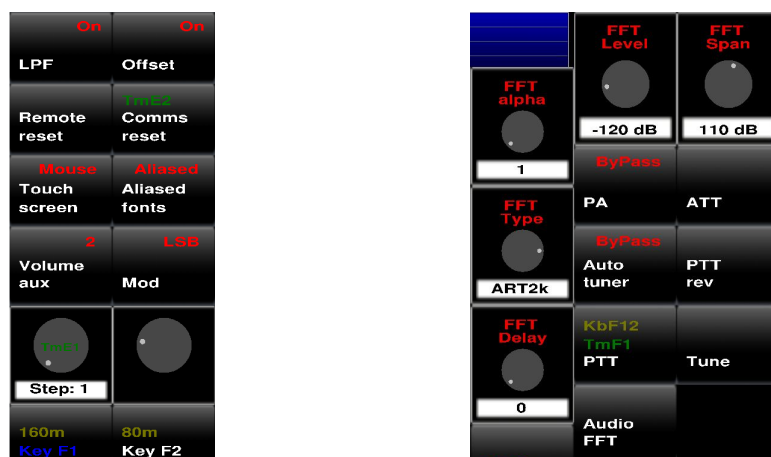 On
LPF
On
Offset
Remote
reset
TmE2
Comms
reset
Mouse
Touch
screen
Aliased
Aliased
fonts
2
Volume
aux
LSB
Mod
Step: 1
160m
Key F1
80m
Key F2
FFT
alpha
1
FFT
Level
-120 dB
FFT
Span
110 dB
FFT
Type
ART2k
ByPass
PA
ATT
ByPass
Auto
tuner
PTT
rev
FFT
Delay
0
KbF12
TmF1
PTT
Tune
Audio
FFT